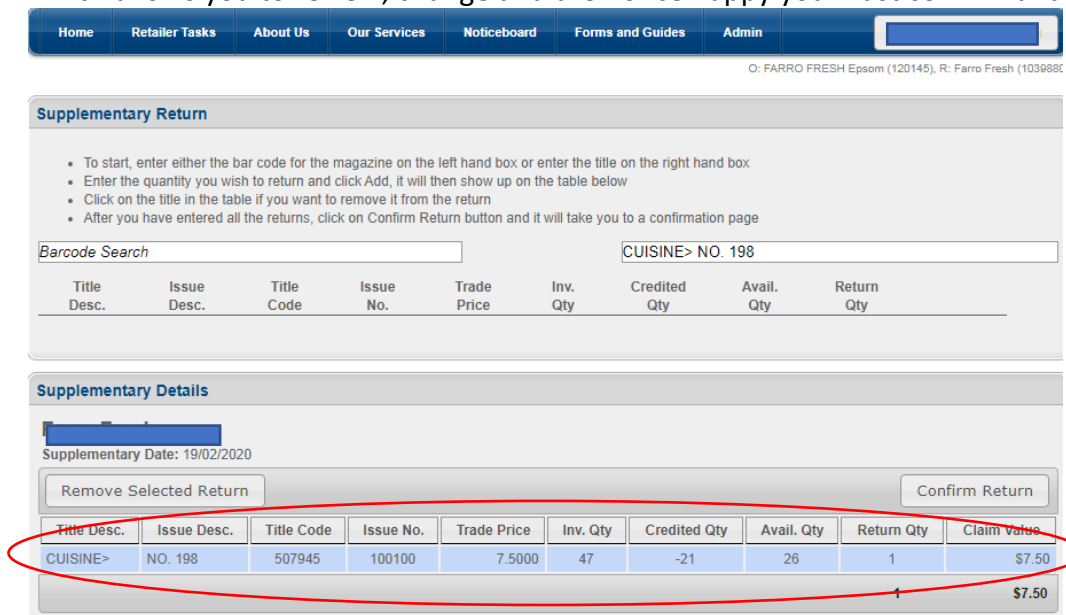 Home Retailer Tasks About Us Our Services Noticeboard Forms and Guides Admin
O: FARRO FRESH Epsom (120145), R: Farro Fresh (1039880
Supplementary Return
• To start, enter either the bar code for the magazine on the left hand box or enter the title on the right hand box
• Enter the quantity you wish to return and click Add, it will then show up on the table below
• Click on the title in the table if you want to remove it from the return
• After you have entered all the returns, click on Confirm Return button and it will take you to a confirmation page
Barcode Search CUISINE> NO. 198
Title Issue Title Issue Trade Inv. Credited Avail. Return
Desc. Desc. Code No. Price Qty Qty Qty Qty
Supplementary Details
Supplementary Date: 19/02/2020
Remove Selected Return Confirm Return
Title Desc. Issue Desc. Title Code Issue No. Trade Price Inv. Qty Credited Qty Avail. Qty Return Qty Claim Value
CUISINE> NO. 198 507945 100100 7.5000 47 -21 26 1 $7.50
1 $7.50